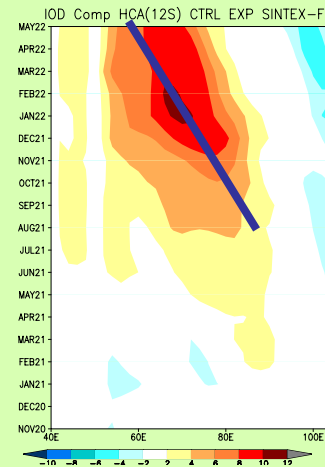 IOD Comp HCA(12S) CTRL EXP SINTEX-F
MAY22
APR22
MAR22
FEB22
JAN22
DEC21
NOV21
OCT21
SEP21
AUG21
JUL21
JUN21
MAY21
APR21
MAR21
FEB21
JAN21
DEC20
NOV20
40E 60E 80E 100E
-10 -8 -6 -4 -2 2 4 6 8 10 12